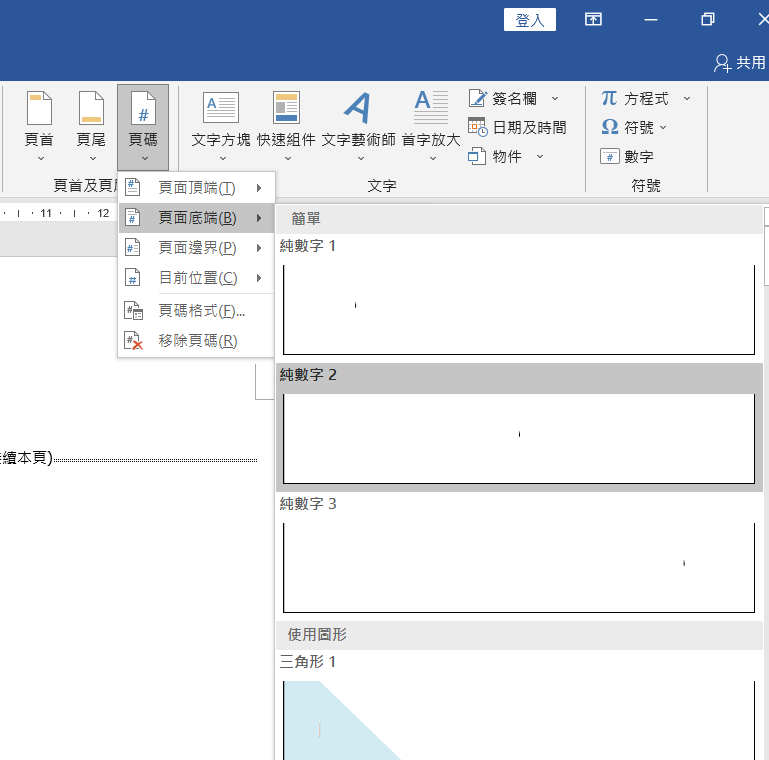 登入
共用
頁首
頁尾
頁碼
#
文字方塊
快速組件
文字藝術師
首字放大
簽名欄
日期及時間
物件
方程式
符號
數字
頁首及頁
文字
符號
11
12
頁面頂端(T)
頁面底端(B)
頁面邊界(P)
目前位置(C)
頁碼格式(F)...
移除頁碼(R)
簡單
純數字 1
純數字 2
純數字 3
使用圖形
三角形 1
續本頁)